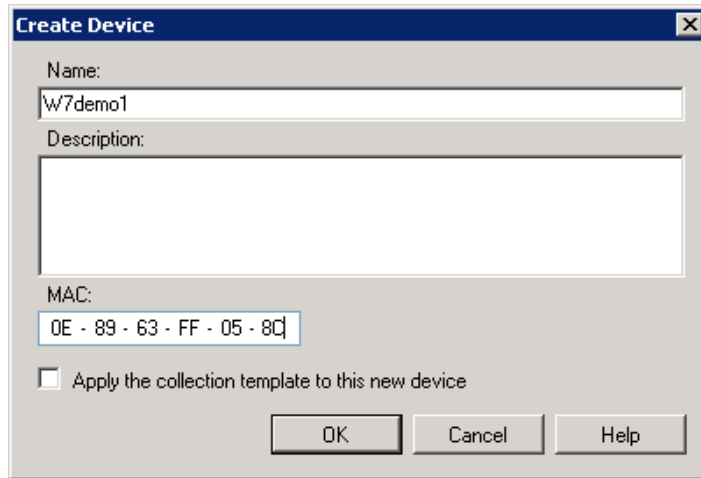 Create Device
Name:
W7demo1
Description:
MAC:
0E - 89 - 63 - FF - 05 - 8C
Apply the collection template to this new device
OK Cancel Help